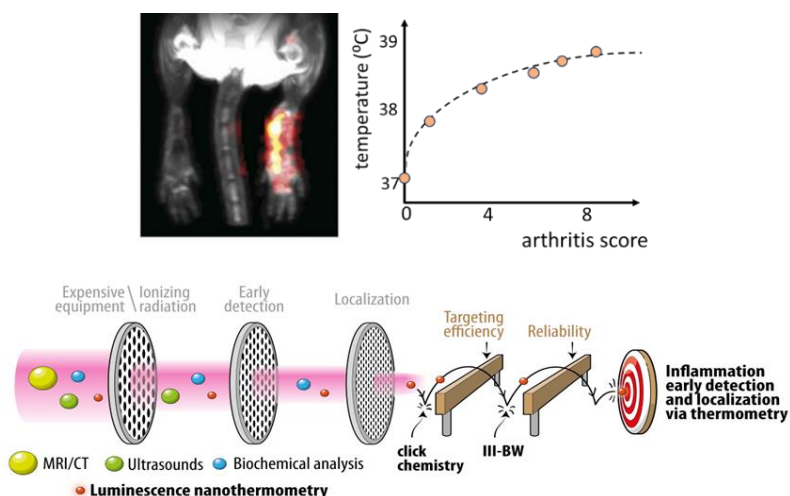 39
38
37
temperature (⁰C)
0
4
8
arthritis score
Expensive \ Ionizing
equipment \ radiation
Early
detection
Localization
Targeting
efficiency
Reliability
click
chemistry
III-BW
Inflammation
early detection
and localization
via thermometry
MRI/CT
Ultrasounds
Biochemical analysis
Luminescence nanothermometry